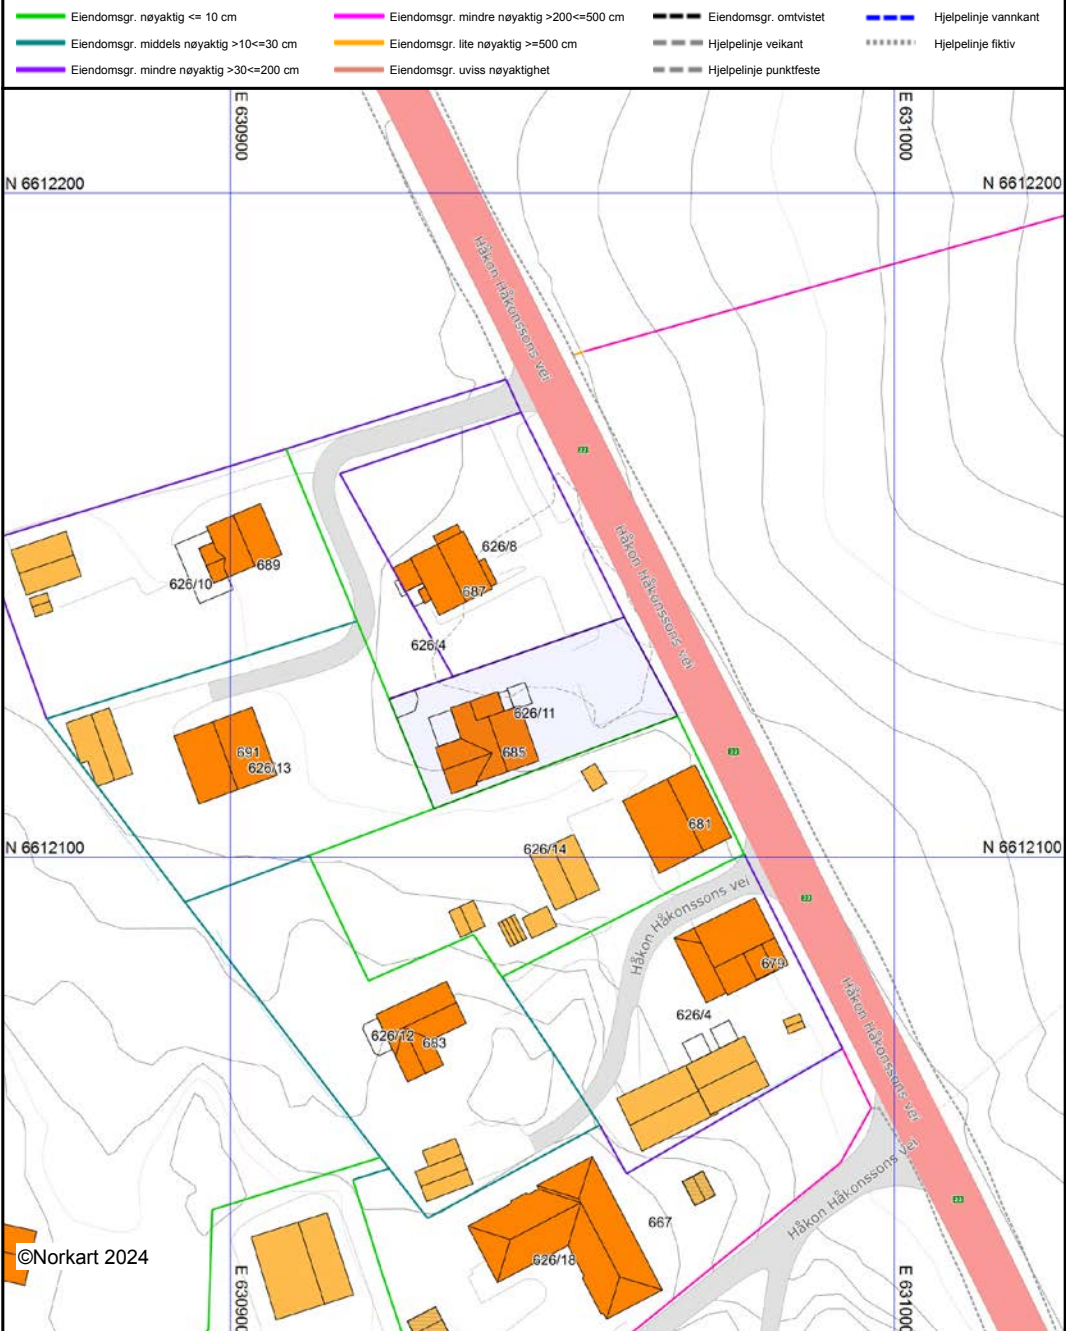 Eiendomsgr. nøyaktig <= 10 cm
Eiendomsgr. mindre nøyaktig >200<=500 cm
Eiendomsgr. omtvistet
Hjelpelinje vannkant
Eiendomsgr. middels nøyaktig >10<=30 cm
Eiendomsgr. lite nøyaktig >=500 cm
Hjelpelinje veikant
Hjelpelinje fiktiv
Eiendomsgr. mindre nøyaktig >30<=200 cm
Eiendomsgr. uviss nøyaktighet
Hjelpelinje punktfeste
E 630900
E 631000
N 6612200
N 6612200
Håkon Håkonssons vei
22
Håkon Håkonssons vei
626/8
689
626/10
687
626/4
626/11
685
691
626/13
22
681
N 6612100
N 6612100
626/14
Håkon Håkonssons vei
22
679
Håkon Håkonssons vei
626/4
626/12
683
Håkon Håkonssons vei
22
667
626/18
©Norkart 2024
E 630900
E 631000